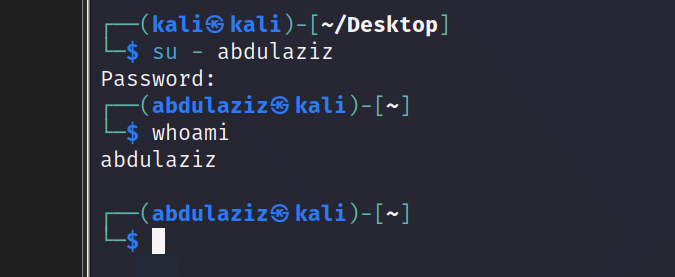 ┌──(kali㉿kali)-[~/Desktop]
└─$ su - abdulaziz
Password:
┌──(abdulaziz㉿kali)-[~]
└─$ whoami
abdulaziz
┌──(abdulaziz㉿kali)-[~]
└─$